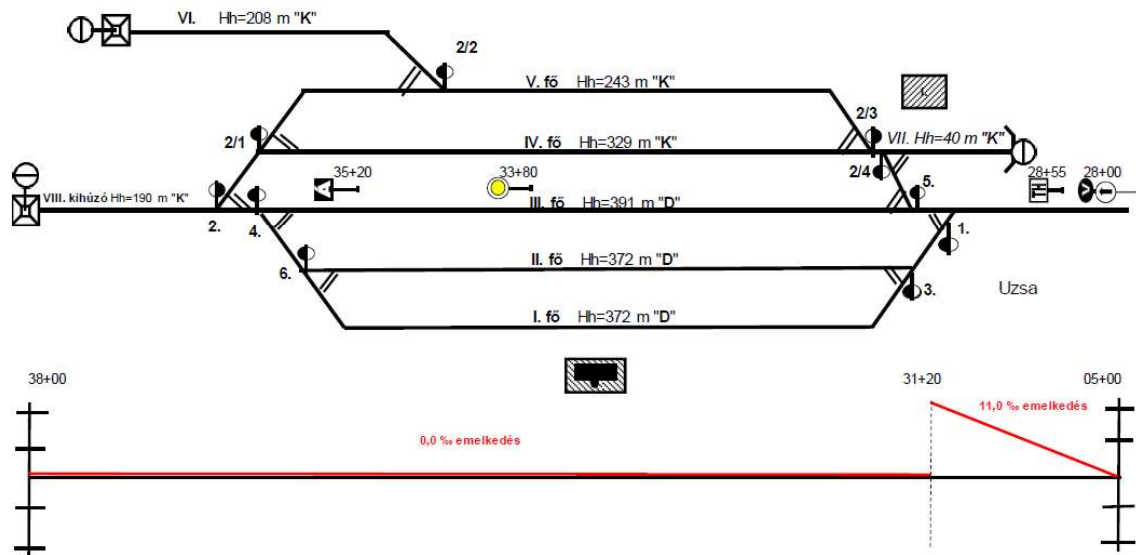 VI. Hh=208 m "K"
2/2
V. fő Hh=243 m "K"
2/1
2/3
IV. fő Hh=329 m "K"
VII. Hh=40 m "K"
2/4
35+20
33+80
5.
28+55
28+00
A
TH
V
VIII. kihúzó Hh=190 m "K"
III. fő Hh=391 m "D"
2.
4.
1.
II. fő Hh=372 m "D"
6.
3.
Uzsa
I. fő Hh=372 m "D"
38+00
31+20
05+00
11,0 ‰ emelkedés
0,0 ‰ emelkedés